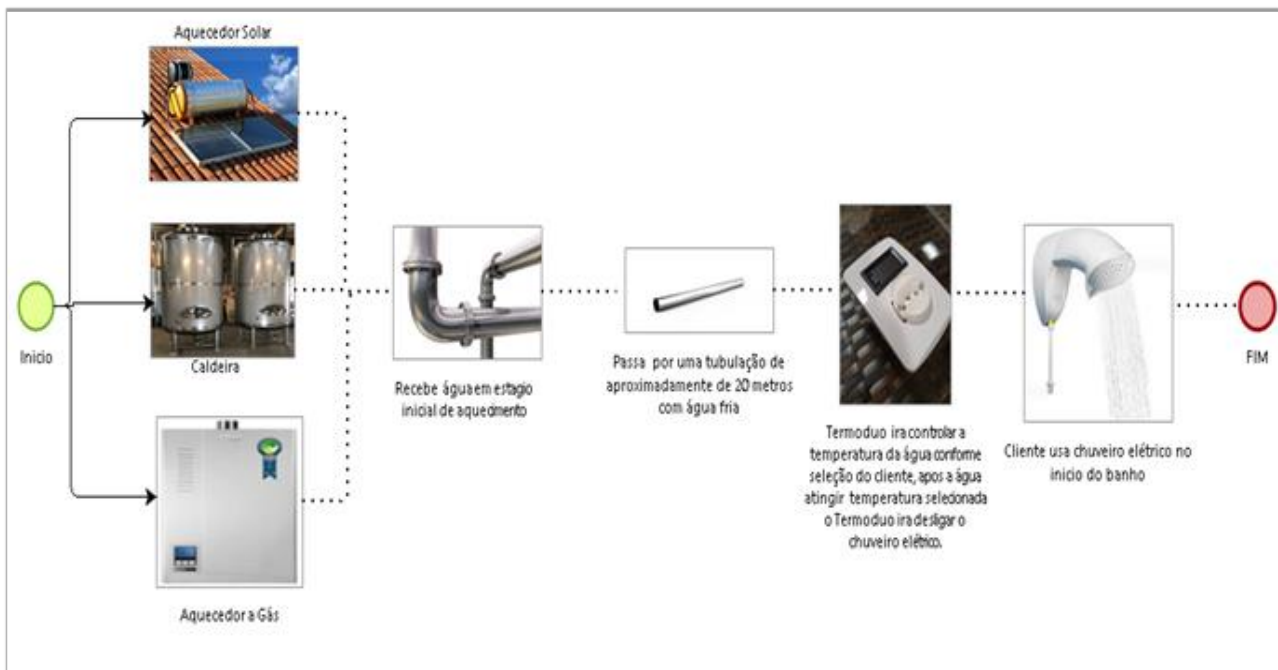 Aquecedor Solar
Inicio
Caldeira
Aquecedor a Gás
Recebe água em estagio
inicial de aquecimento
Passa por uma tubulação de
aproximadamente de 20 metros
com água fria
Termoduo ira controlar a
temperatura da água conforme
seleção do cliente, apos a água
atingir temperatura selecionada
o Termoduo ira desligar o
chuveiro elético.
Cliente usa chuveiro elétrico no
inicio do banho
FIM